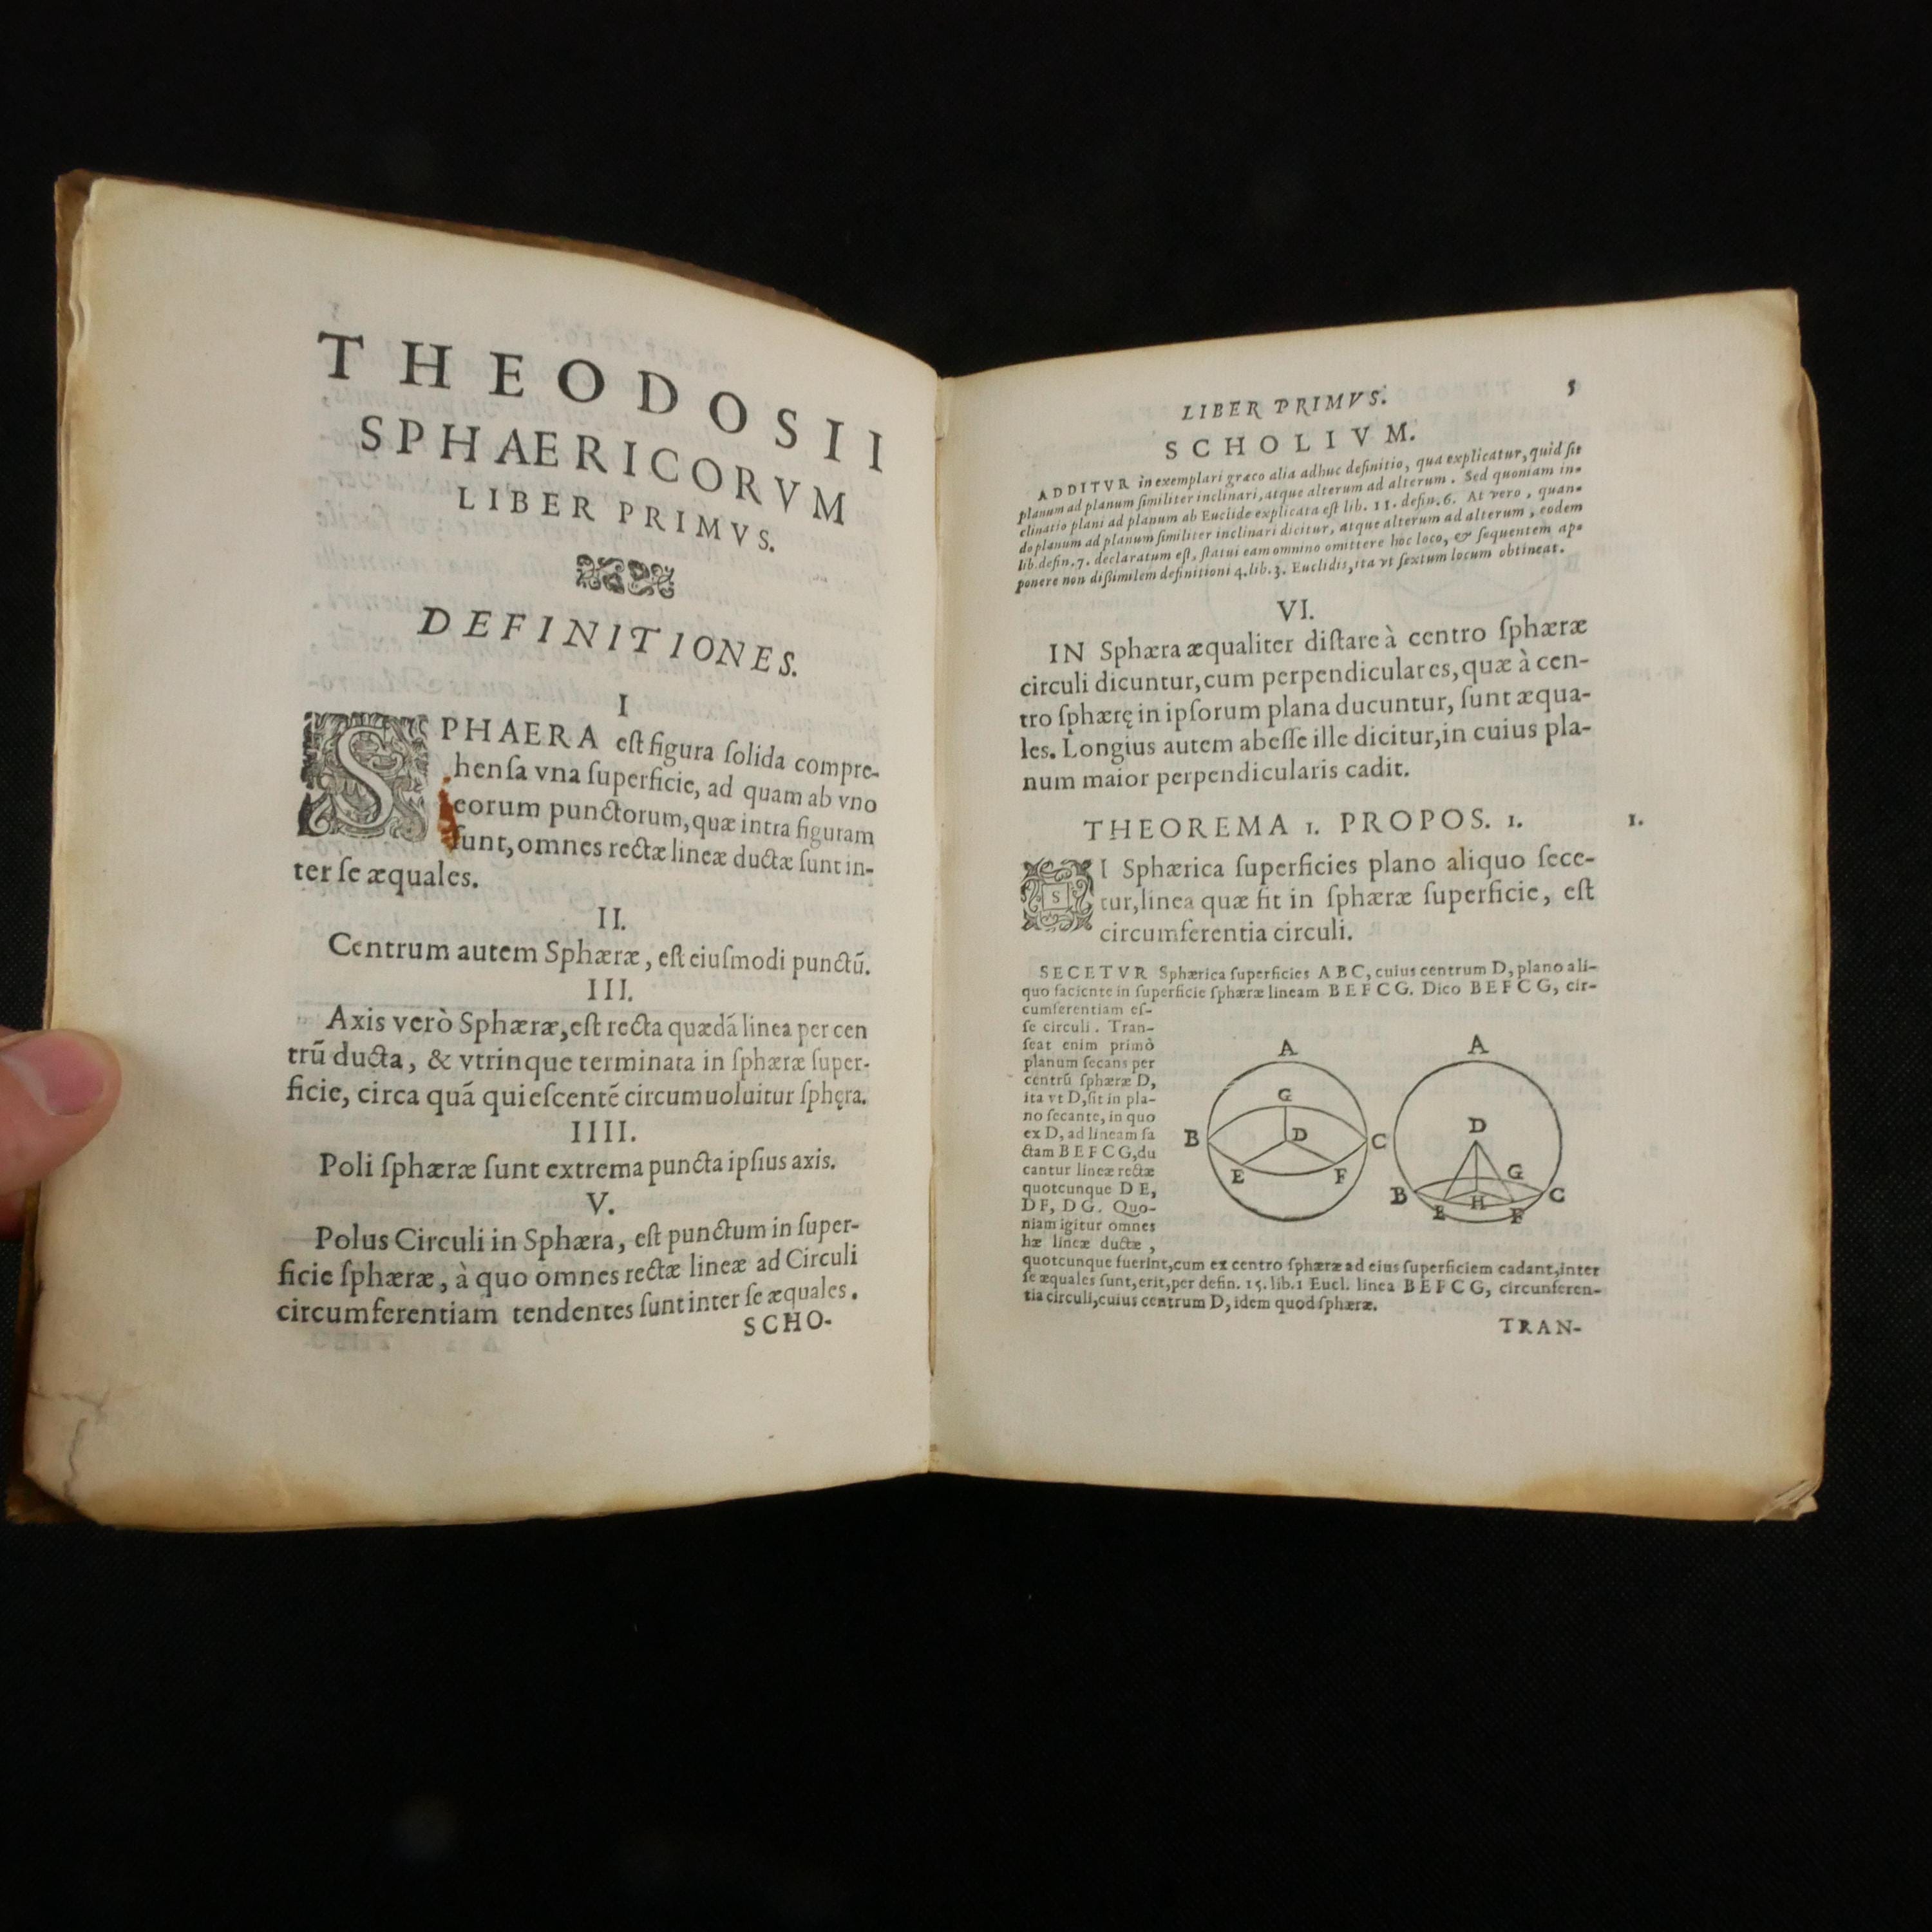 THEODOSII
SPHAERICORVM
LIBER PRIMVS.
DEFINITIONES.
I
SPHAERA eſt figura ſolida compre-
henſa vna ſuperficie, ad quam ab vno
eorum punctorum, quæ intra figuram
ſunt, omnes rectæ lineæ ductæ ſunt in-
ter ſe æquales.
II.
Centrum autem Sphæræ, eſt eiuſmodi punctū.
III.
Axis verò Sphæræ, eſt recta quædā linea per cen
trū ducta, & vtrinque terminata in ſphæræ ſuper-
ficie, circa quā quieſcentē circumuoluitur ſphęra.
IIII.
Poli ſphæræ ſunt extrema puncta ipſius axis.
V.
Polus Circuli in Sphæra, eſt punctum in ſuper-
ficie ſphæræ, à quo omnes rectæ lineæ ad Circuli
circumferentiam tendentes ſunt inter ſe æquales.
SCHO-
LIBER PRIMVS. 5
SCHOLIVM.
ADDITVR in exemplari græco alia adhuc definitio, qua explicatur, quid ſit
planum ad planum ſimiliter inclinari, atque alterum ad alterum. Sed quoniam in-
clinatio plani ad planum ab Euclide explicata eſt lib. 11. defin. 6. At vero, quan-
do planum ad planum ſimiliter inclinari dicitur, atque alterum ad alterum, eodem
lib. defin. 7. declaratum eſt, ſtatui eam omnino omittere hoc loco, & ſequentem ap-
ponere non dißimilem definitioni 4. lib. 3. Euclidis, ita vt ſextum locum obtineat.
VI.
IN Sphæra æqualiter diſtare à centro ſphæræ
circuli dicuntur, cum perpendiculares, quæ à cen-
tro ſphærę in ipſorum plana ducuntur, ſunt æqua-
les. Longius autem abeſſe ille dicitur, in cuius pla-
num maior perpendicularis cadit.
THEOREMA 1. PROPOS. 1. 1.
SI Sphærica ſuperficies plano aliquo ſece-
tur, linea quæ fit in ſphæræ ſuperficie, eſt
circumferentia circuli.
SECETVR Sphærica ſuperficies A B C, cuius centrum D, plano ali-
quo faciente in ſuperficie ſphæræ lineam B E F C G. Dico B E F C G, cir-
cumferentiam eſ-
ſe circuli. Tran-
ſeat enim primò
planum ſecans per
centrū ſphæræ D,
ita vt D, ſit in pla-
no ſecante, in quo
ex D, ad lineam fa
ctam B E F C G, du
cantur lineæ rectæ
quotcunque D E,
D F, D G. Quo-
niam igitur omnes
hæ lineæ ductæ,
quotcunque fuerint, cum ex centro ſphæræ ad eius ſuperficiem cadant, inter
ſe æquales ſunt, erit, per defin. 15. lib. 1 Eucl. linea B E F C G, circunferen-
tia circuli, cuius centrum D, idem quod ſphæræ.
A
G
B D C
E F
A
D
G
B C
E H F
TRAN-